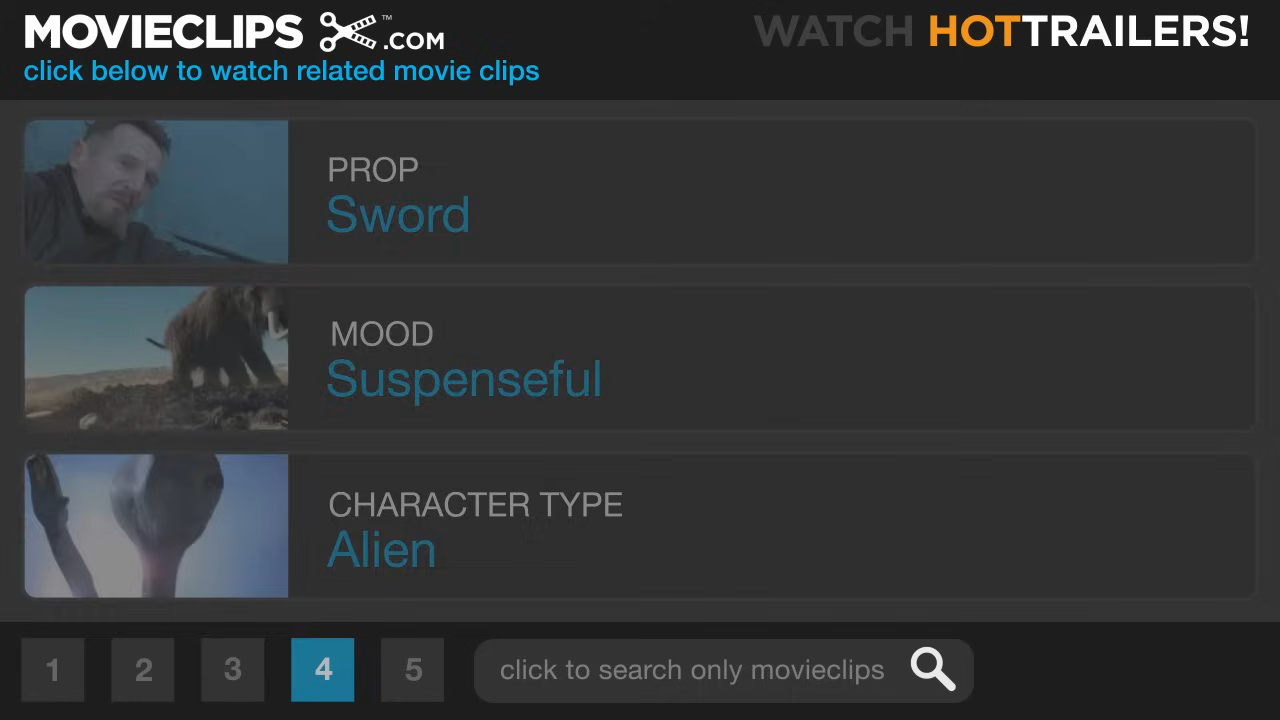 MOVIECLIPS ™ .COM
WATCH HOTTRAILERS!
click below to watch related movie clips
PROP
Sword
MOOD
Suspenseful
CHARACTER TYPE
Alien
1 2 3 4 5 click to search only movieclips